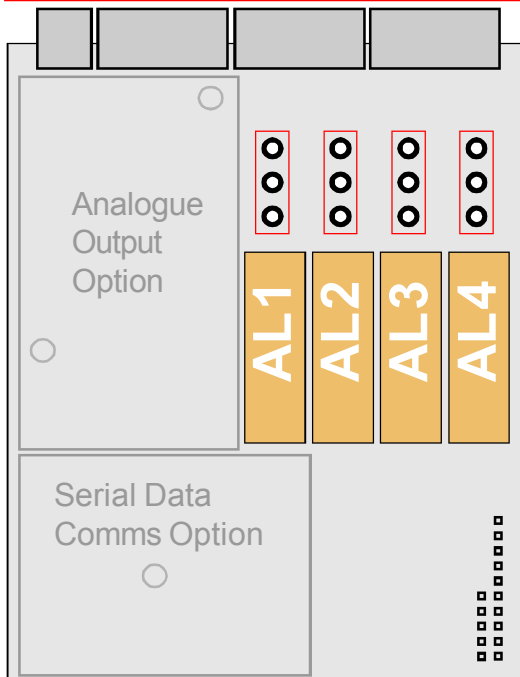 Analogue
Output
Option
AL1
AL2
AL3
AL4
Serial Data
Comms Option